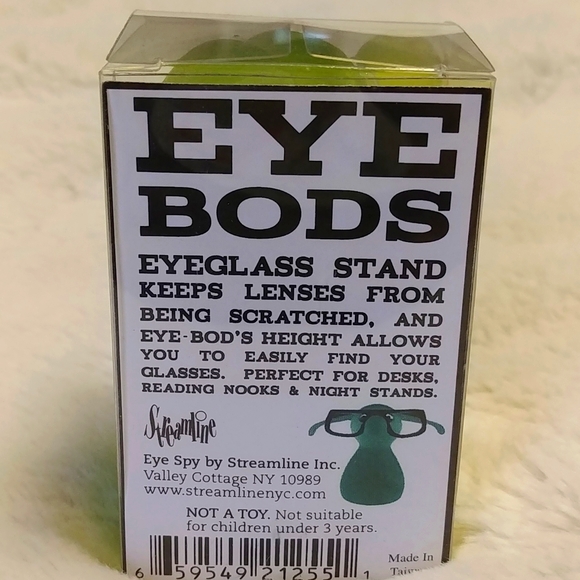 EYE
BODS
EYEGLASS STAND
KEEPS LENSES FROM
BEING SCRATCHED, AND
EYE-BOD'S HEIGHT ALLOWS
YOU TO EASILY FIND YOUR
GLASSES. PERFECT FOR DESKS,
READING NOOKS & NIGHT STANDS.
Streamline
Eye Spy by Streamline Inc.
Valley Cottage NY 10989
www.streamlinenyc.com
NOT A TOY. Not suitable
for children under 3 years.
Made In
6 59549 21255 1